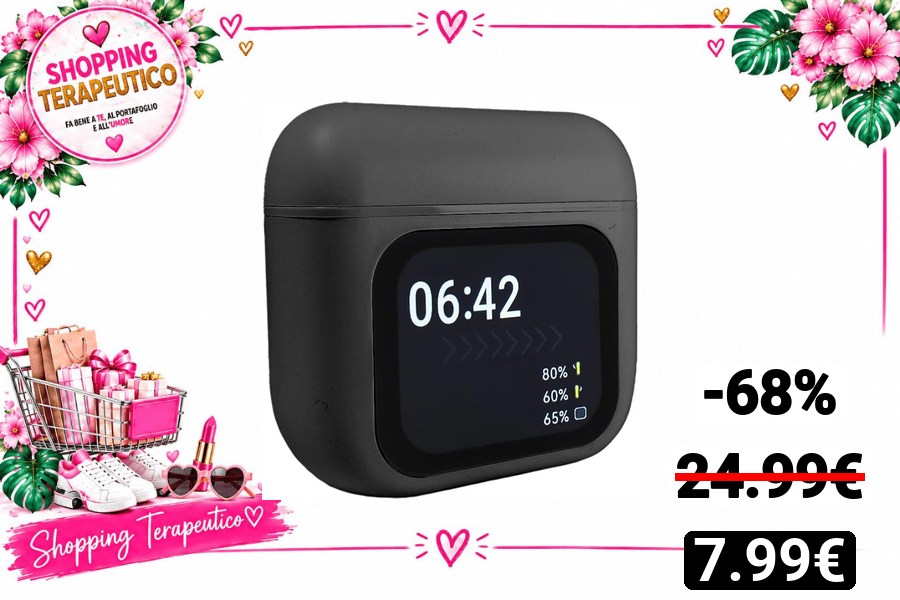 SHOPPING
TERAPEUTICO
FA BENE A TE, AL PORTAFOGLIO
E ALL'UMORE
06:42
80%
60%
65%
-68%
24.99€
7.99€
Shopping Terapeutico